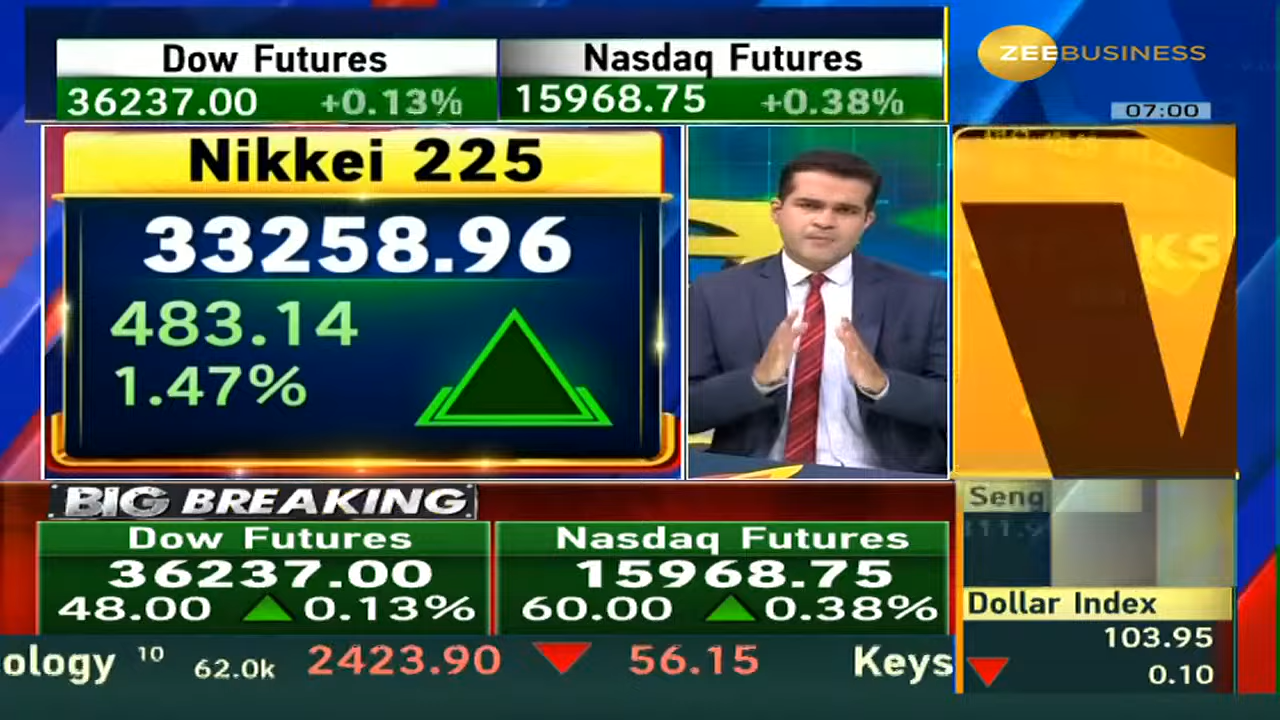 Dow Futures
36237.00 +0.13%
Nasdaq Futures
15968.75 +0.38%
ZEEBUSINESS
07:00
Nikkei 225
33258.96
483.14
1.47%
BIG BREAKING
Dow Futures
36237.00
48.00 0.13%
Nasdaq Futures
15968.75
60.00 0.38%
Seng
Dollar Index
103.95
0.10
ology 10 62.0k 2423.90 56.15 Keys